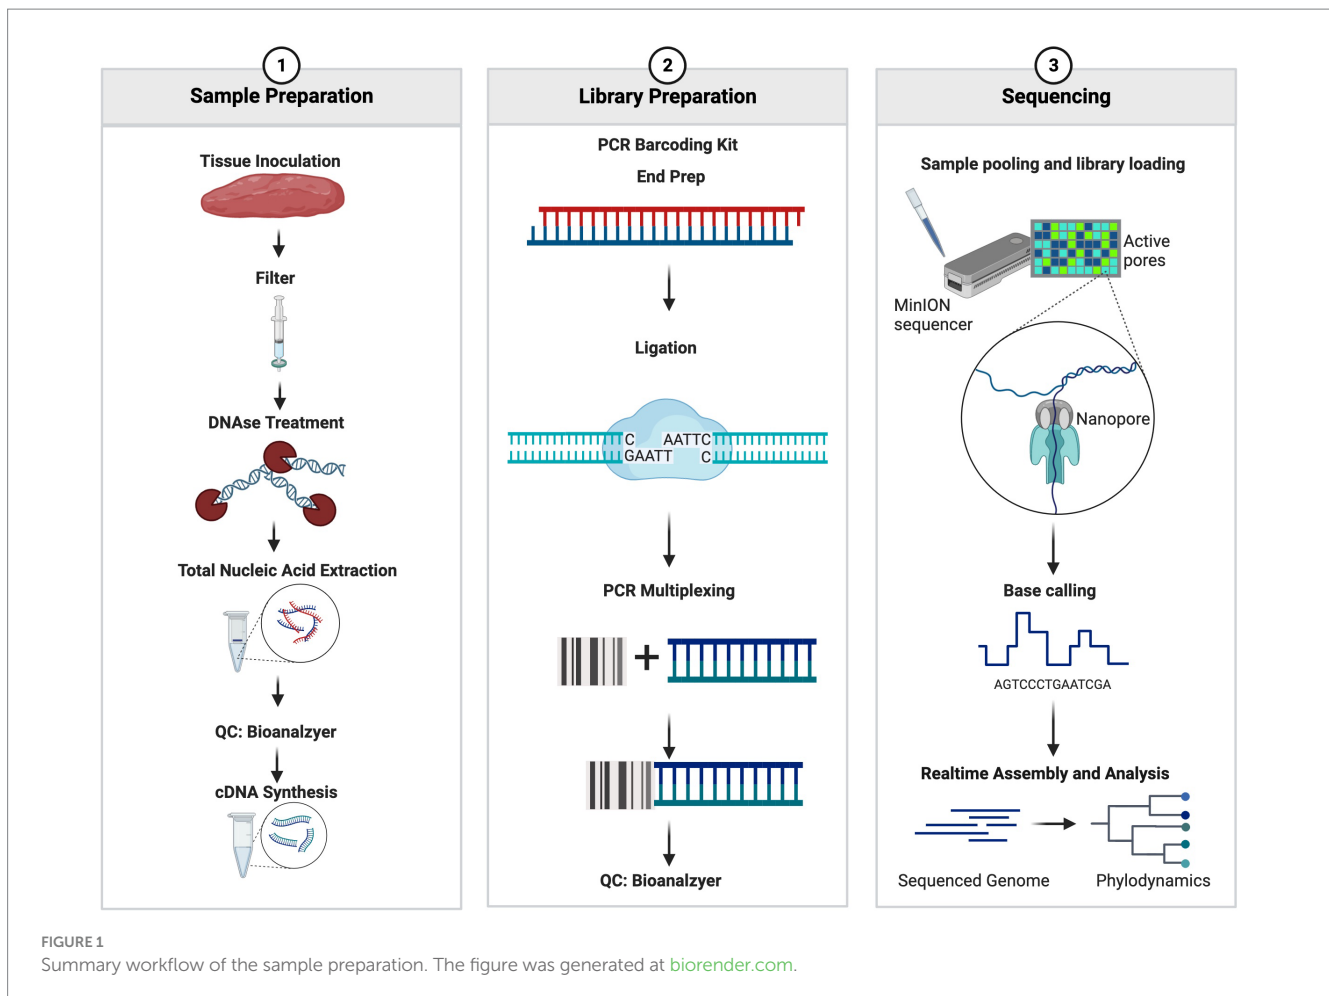 1
Sample Preparation
Tissue Inoculation
Filter
DNAse Treatment
Total Nucleic Acid Extraction
QC: Bioanalzyer
cDNA Synthesis
2
Library Preparation
PCR Barcoding Kit
End Prep
Ligation
C AATTC
GAATT C
PCR Multiplexing
+
QC: Bioanalzyer
3
Sequencing
Sample pooling and library loading
Active
pores
MinION
sequencer
Nanopore
Base calling
AGTCCCTGAATCGA
Realtime Assembly and Analysis
Sequenced Genome
Phylodynamics
FIGURE 1
Summary workflow of the sample preparation. The figure was generated at biorender.com.